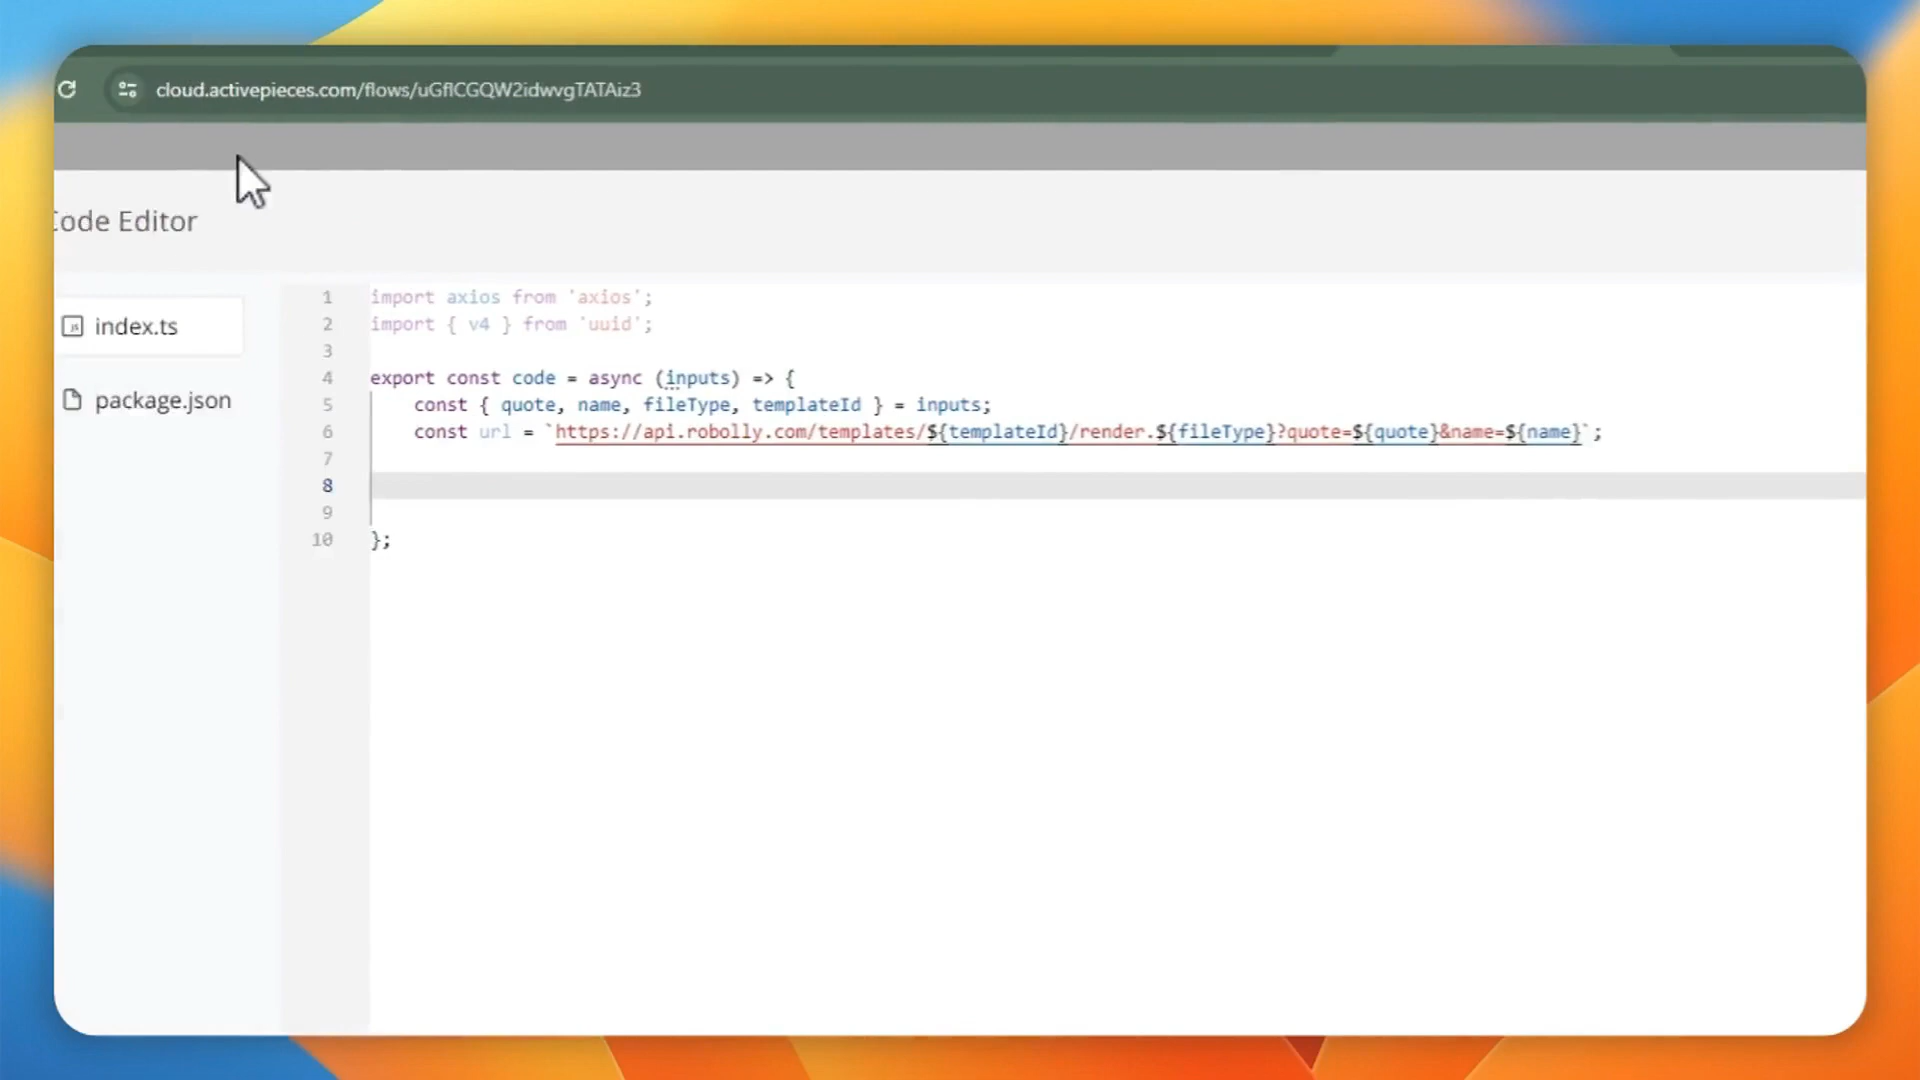 cloud.activepieces.com/flows/uGflCGQW2idwvgTATAiz3
Code Editor
index.ts
package.json
1 import axios from 'axios';
2 import { v4 } from 'uuid';
3
4 export const code = async (inputs) => {
5 const { quote, name, fileType, templateId } = inputs;
6 const url = `https://api.robolly.com/templates/${templateId}/render.${fileType}?quote=${quote}&name=${name}`;
7
8
9
10 };